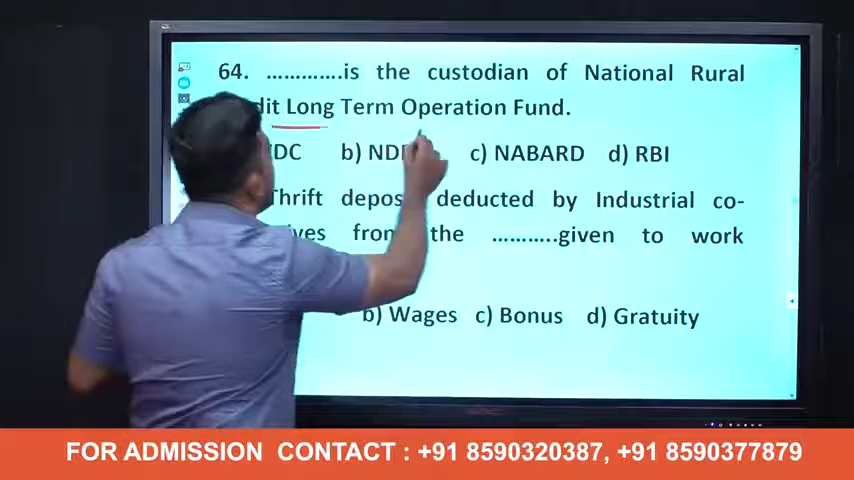 64. .............is the custodian of National Rural
dit Long Term Operation Fund.
DC b) ND c) NABARD d) RBI
Thrift depos deducted by Industrial co-
ives from the ...........given to work
b) Wages c) Bonus d) Gratuity
FOR ADMISSION CONTACT : +91 8590320387, +91 8590377879